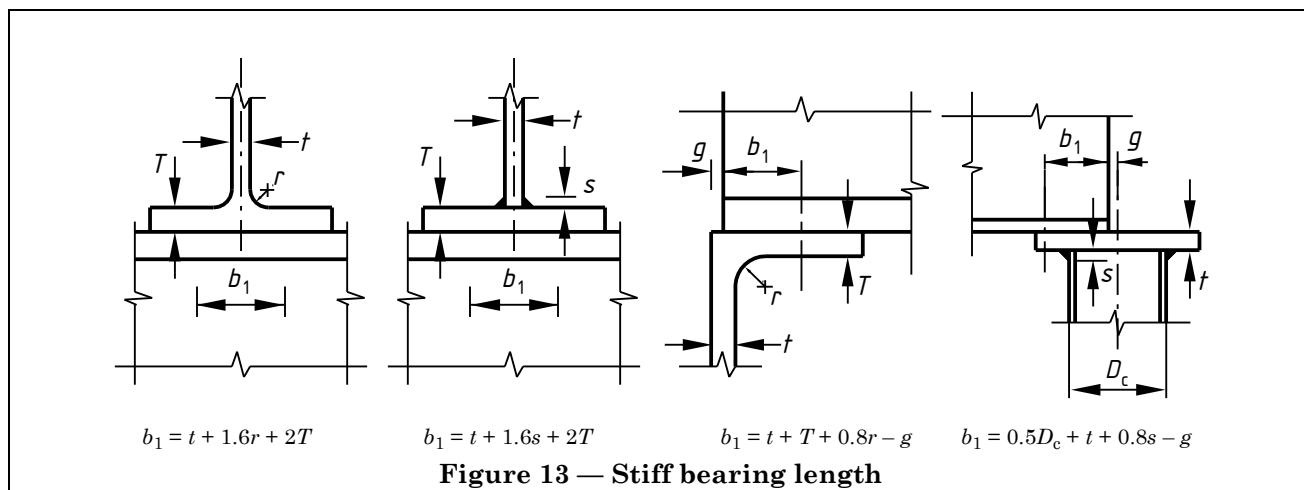 t
T
r
b1
t
T
s
b1
g
b1
T
r
t
b1
g
s
t
Dc
b1 = t + 1.6r + 2T
b1 = t + 1.6s + 2T
b1 = t + T + 0.8r – g
b1 = 0.5Dc + t + 0.8s – g
Figure 13 — Stiff bearing length